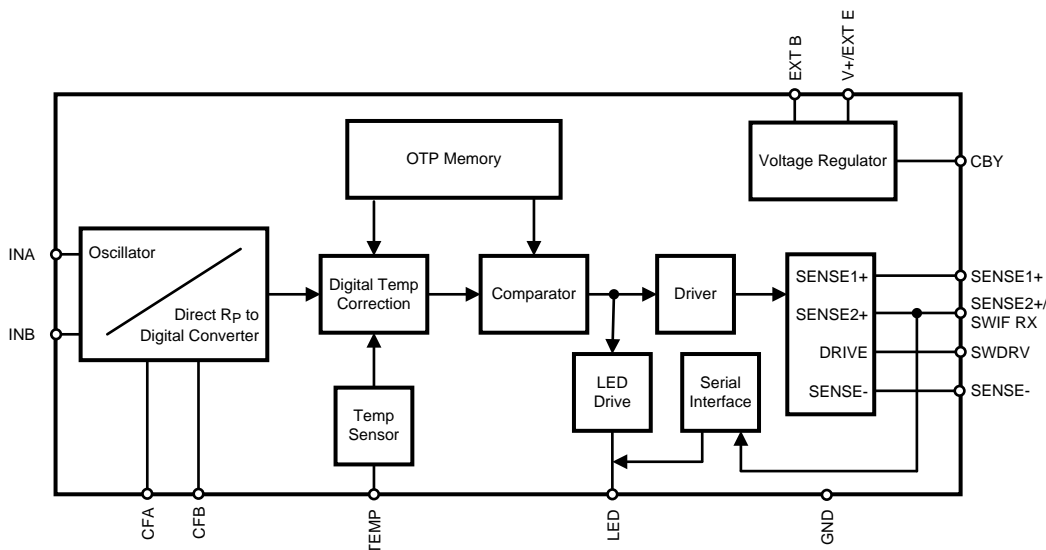 EXT B
V+/EXT E
OTP Memory
Voltage Regulator
CBY
INA
Oscillator
Direct RP to
Digital Converter
INB
Digital Temp
Correction
Comparator
Driver
SENSE1+
SENSE2+
DRIVE
SENSE-
SENSE1+
SENSE2+/
SWIF RX
SWDRV
SENSE-
Temp
Sensor
LED
Drive
Serial
Interface
CFA
CFB
TEMP
LED
GND